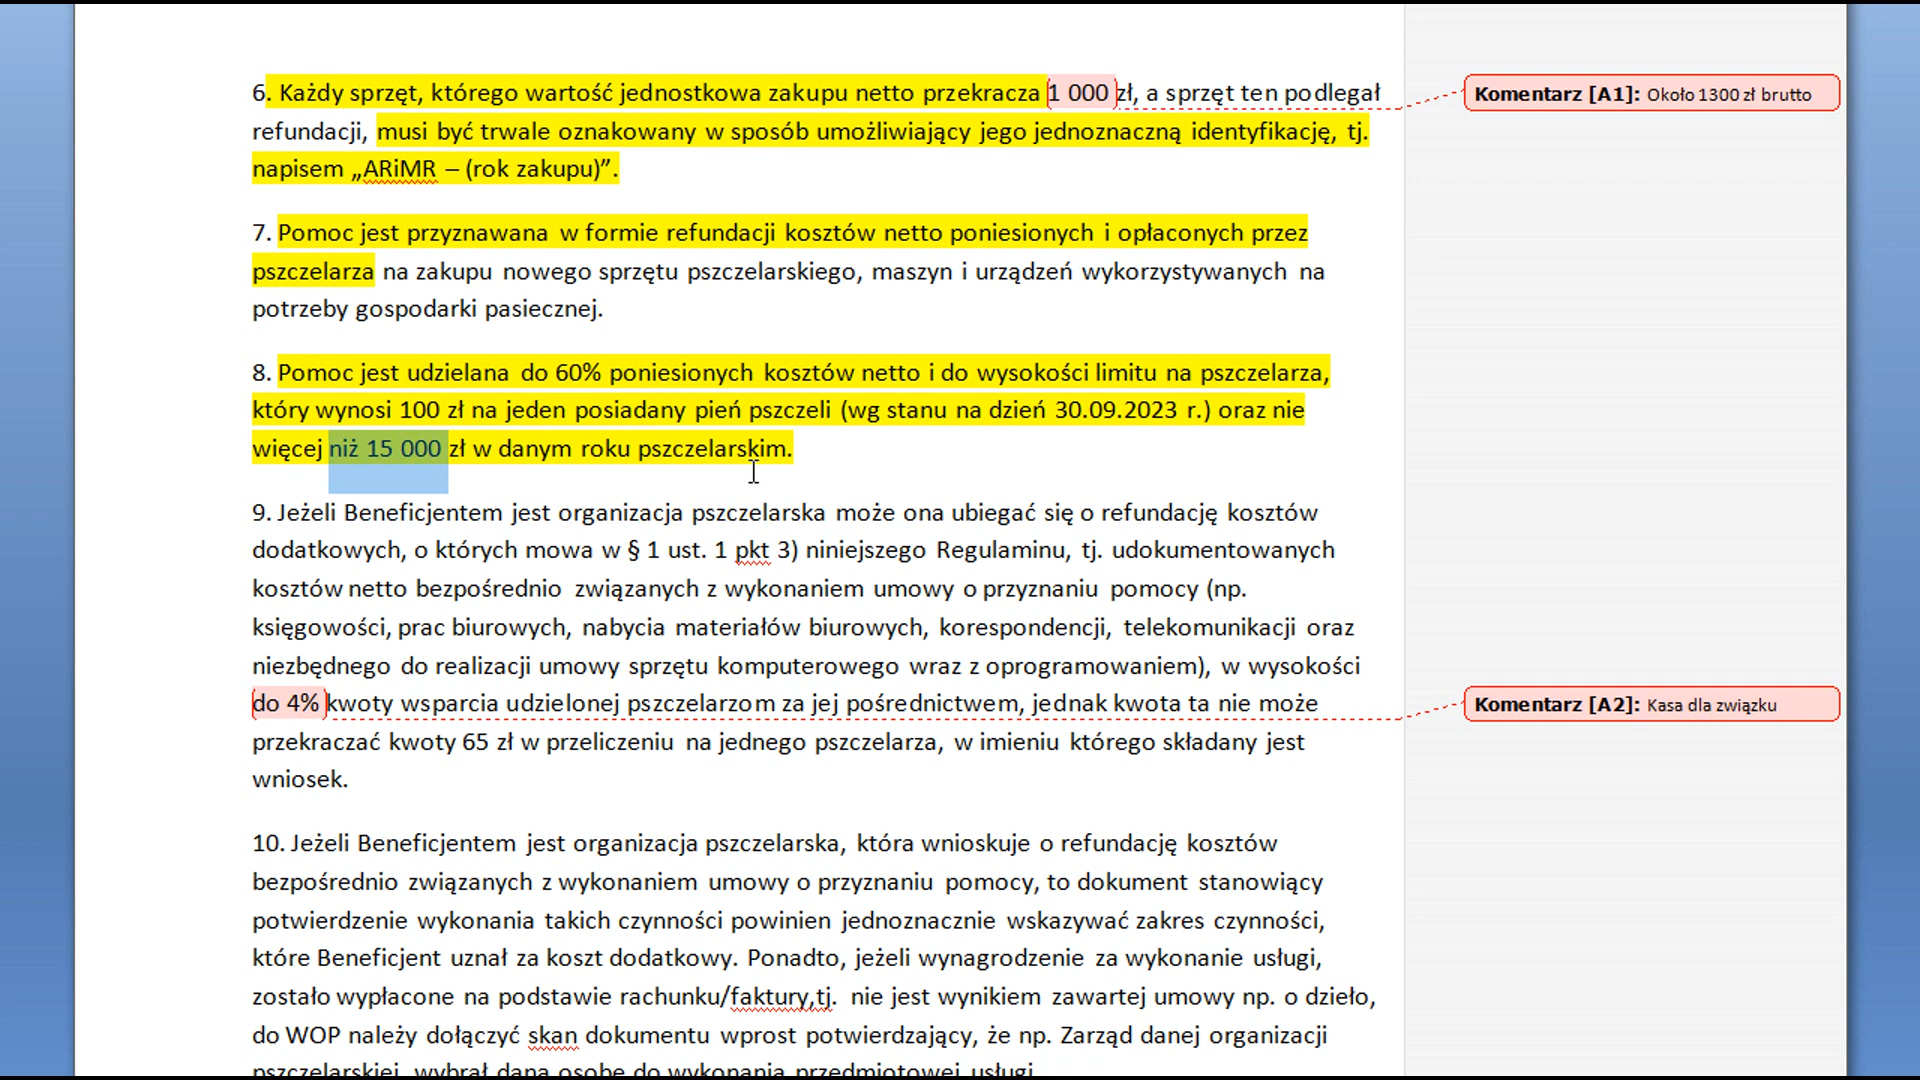 6. Każdy sprzęt, którego wartość jednostkowa zakupu netto przekracza 1 000 zł, a sprzęt ten podlegał
Komentarz [A1]: Około 1300 zł brutto
refundacji, musi być trwale oznakowany w sposób umożliwiający jego jednoznaczną identyfikację, tj.
napisem „ARiMR – (rok zakupu)”.
7. Pomoc jest przyznawana w formie refundacji kosztów netto poniesionych i opłaconych przez
pszczelarza na zakupu nowego sprzętu pszczelarskiego, maszyn i urządzeń wykorzystywanych na
potrzeby gospodarki pasiecznej.
8. Pomoc jest udzielana do 60% poniesionych kosztów netto i do wysokości limitu na pszczelarza,
który wynosi 100 zł na jeden posiadany pień pszczeli (wg stanu na dzień 30.09.2023 r.) oraz nie
więcej niż 15 000 zł w danym roku pszczelarskim.
9. Jeżeli Beneficjentem jest organizacja pszczelarska może ona ubiegać się o refundację kosztów
dodatkowych, o których mowa w § 1 ust. 1 pkt 3) niniejszego Regulaminu, tj. udokumentowanych
kosztów netto bezpośrednio związanych z wykonaniem umowy o przyznaniu pomocy (np.
księgowości, prac biurowych, nabycia materiałów biurowych, korespondencji, telekomunikacji oraz
niezbędnego do realizacji umowy sprzętu komputerowego wraz z oprogramowaniem), w wysokości
do 4% kwoty wsparcia udzielonej pszczelarzom za jej pośrednictwem, jednak kwota ta nie może
Komentarz [A2]: Kasa dla związku
przekraczać kwoty 65 zł w przeliczeniu na jednego pszczelarza, w imieniu którego składany jest
wniosek.
10. Jeżeli Beneficjentem jest organizacja pszczelarska, która wnioskuje o refundację kosztów
bezpośrednio związanych z wykonaniem umowy o przyznaniu pomocy, to dokument stanowiący
potwierdzenie wykonania takich czynności powinien jednoznacznie wskazywać zakres czynności,
które Beneficjent uznał za koszt dodatkowy. Ponadto, jeżeli wynagrodzenie za wykonanie usługi,
zostało wypłacone na podstawie rachunku/faktury,tj. nie jest wynikiem zawartej umowy np. o dzieło,
do WOP należy dołączyć skan dokumentu wprost potwierdzający, że np. Zarząd danej organizacji
pszczelarskiej, wybrał daną osobę do wykonania przedmiotowej usługi.